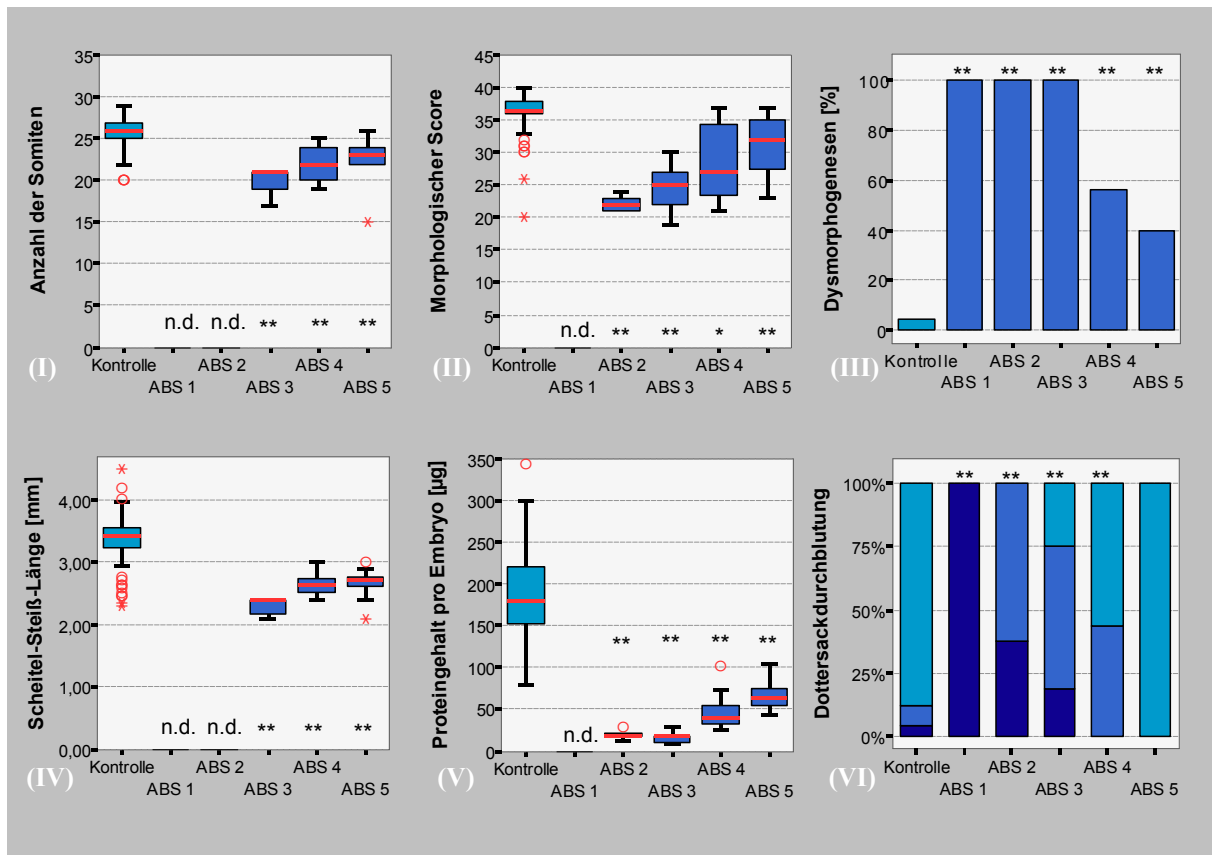 Anzahl der Somiten
35
30
25
20
15
10
5
0
n.d. n.d. ** ** **
Kontrolle ABS 2 ABS 4
ABS 1 ABS 3 ABS 5
(I)
Morphologischer Score
45
40
35
30
25
20
15
10
5
0
n.d. ** ** * **
Kontrolle ABS 2 ABS 4
ABS 1 ABS 3 ABS 5
(II)
Dysmorphogenesen [%]
100
80
60
40
20
0
** ** ** ** **
Kontrolle ABS 2 ABS 4
ABS 1 ABS 3 ABS 5
(III)
Scheitel-Steiß-Länge [mm]
4,00
3,00
2,00
1,00
0,00
n.d. n.d. ** ** **
Kontrolle ABS 2 ABS 4
ABS 1 ABS 3 ABS 5
(IV)
Proteingehalt pro Embryo [µg]
350
300
250
200
150
100
50
0
n.d. ** ** ** **
Kontrolle ABS 2 ABS 4
ABS 1 ABS 3 ABS 5
(V)
Dottersackdurchblutung
100%
75%
50%
25%
0%
** ** ** **
Kontrolle ABS 2 ABS 4
ABS 1 ABS 3 ABS 5
(VI)